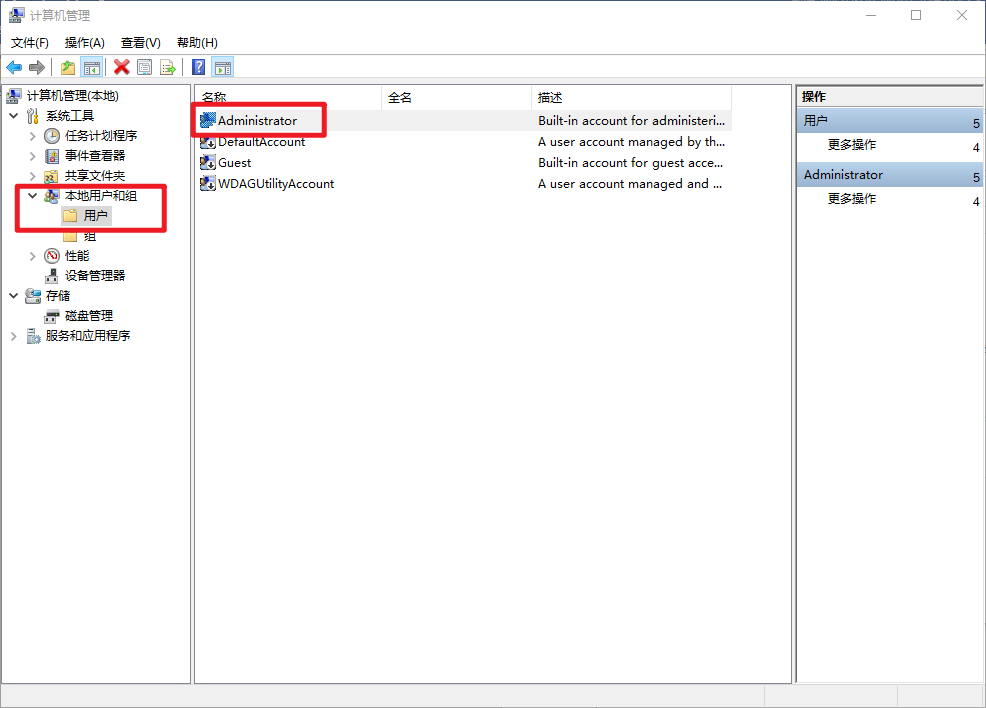 计算机管理
文件(F) 操作(A) 查看(V) 帮助(H)
计算机管理(本地)
系统工具
任务计划程序
事件查看器
共享文件夹
本地用户和组
用户
组
性能
设备管理器
存储
磁盘管理
服务和应用程序
名称 全名 描述
Administrator Built-in account for administeri...
DefaultAccount A user account managed by th...
Guest Built-in account for guest acce...
WDAGUtilityAccount A user account managed and ...
操作
用户 5
更多操作 4
Administrator 5
更多操作 4